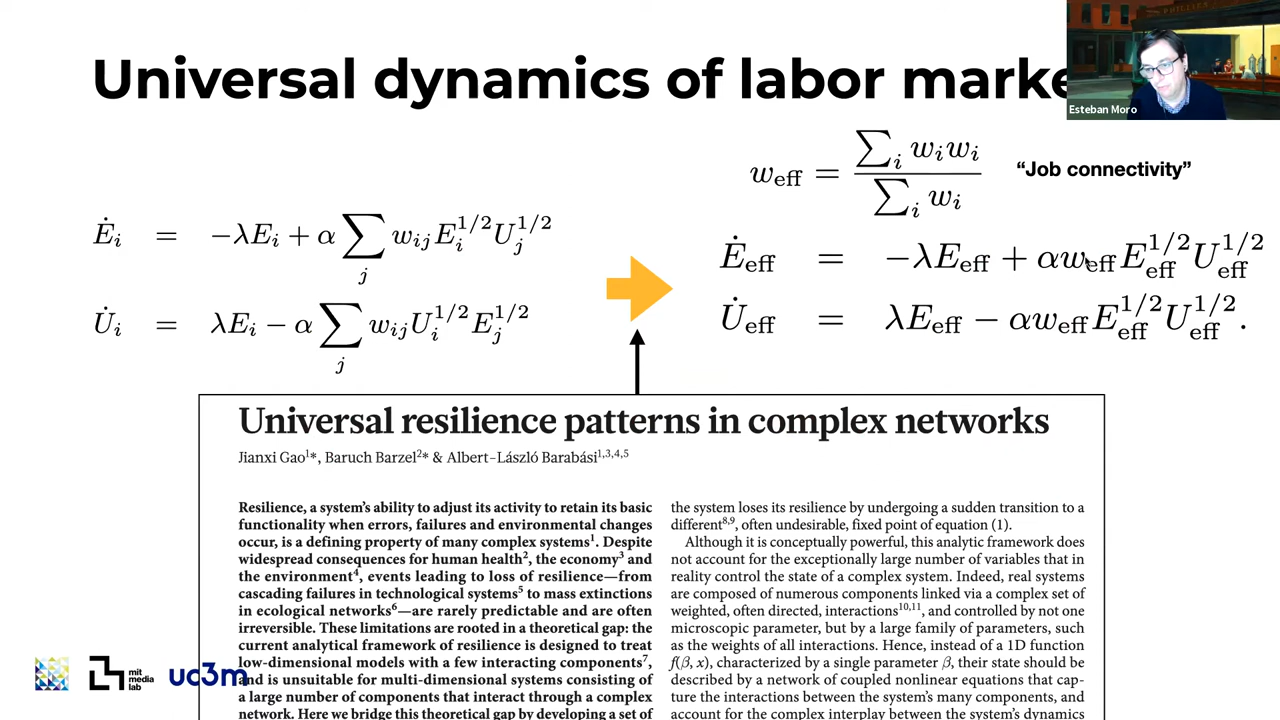 Universal dynamics of labor marke
Esteban Moro
w_eff = \frac{∑_i w_i w_i}{∑_i w_i}
“Job connectivity”
Ė_i = −λE_i + α ∑_j w_{ij} E_i^{1/2} U_j^{1/2}
U̇_i = λE_i − α ∑_j w_{ij} U_i^{1/2} E_j^{1/2}
Ė_eff = −λE_eff + αw_eff E_eff^{1/2} U_eff^{1/2}
U̇_eff = λE_eff − αw_eff E_eff^{1/2} U_eff^{1/2}.
Universal resilience patterns in complex networks
Jianxi Gao¹*, Baruch Barzel²* & Albert-László Barabási¹,³,⁴,⁵
Resilience, a system’s ability to adjust its activity to retain its basic
functionality when errors, failures and environmental changes
occur, is a defining property of many complex systems¹. Despite
widespread consequences for human health², the economy³ and
the environment⁴, events leading to loss of resilience—from
cascading failures in technological systems⁵ to mass extinctions
in ecological networks⁶—are rarely predictable and are often
irreversible. These limitations are rooted in a theoretical gap: the
current analytical framework of resilience is designed to treat
low-dimensional models with a few interacting components⁷,
and is unsuitable for multi-dimensional systems consisting of
a large number of components that interact through a complex
network. Here we bridge this theoretical gap by developing a set of
the system loses its resilience by undergoing a sudden transition to a
different⁸,⁹, often undesirable, fixed point of equation (1).
Although it is conceptually powerful, this analytic framework does
not account for the exceptionally large number of variables that in
reality control the state of a complex system. Indeed, real systems
are composed of numerous components linked via a complex set of
weighted, often directed, interactions¹⁰,¹¹, and controlled by not one
microscopic parameter, but by a large family of parameters, such
as the weights of all interactions. Hence, instead of a 1D function
f(β, x), characterized by a single parameter β, their state should be
described by a network of coupled nonlinear equations that cap-
ture the interactions between the system’s many components, and
account for the complex interplay between the system’s dynamics
mit
media
lab
uc3m